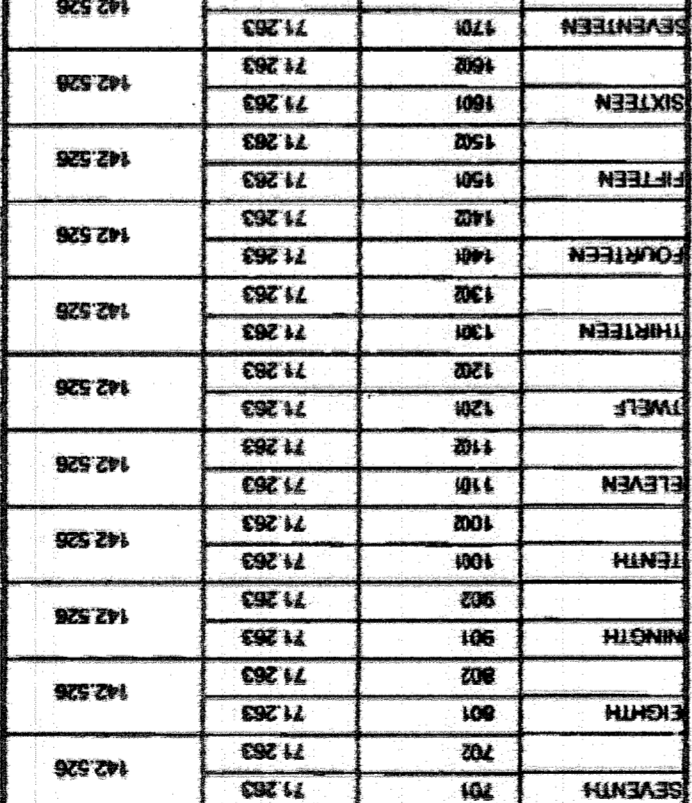 SEVENTH 701 71.263 142.526
702 71.263
EIGHTH 801 71.263 142.526
802 71.263
NINGTH 901 71.263 142.526
902 71.263
TENTH 1001 71.263 142.526
1002 71.263
ELEVEN 1101 71.263 142.526
1102 71.263
TWELF 1201 71.263 142.526
1202 71.263
THIRTEEN 1301 71.263 142.526
1302 71.263
FOURTEEN 1401 71.263 142.526
1402 71.263
FIFTEEN 1501 71.263 142.526
1502 71.263
SIXTEEN 1601 71.263 142.526
1602 71.263
SEVENTEEN 1701 71.263 142.526